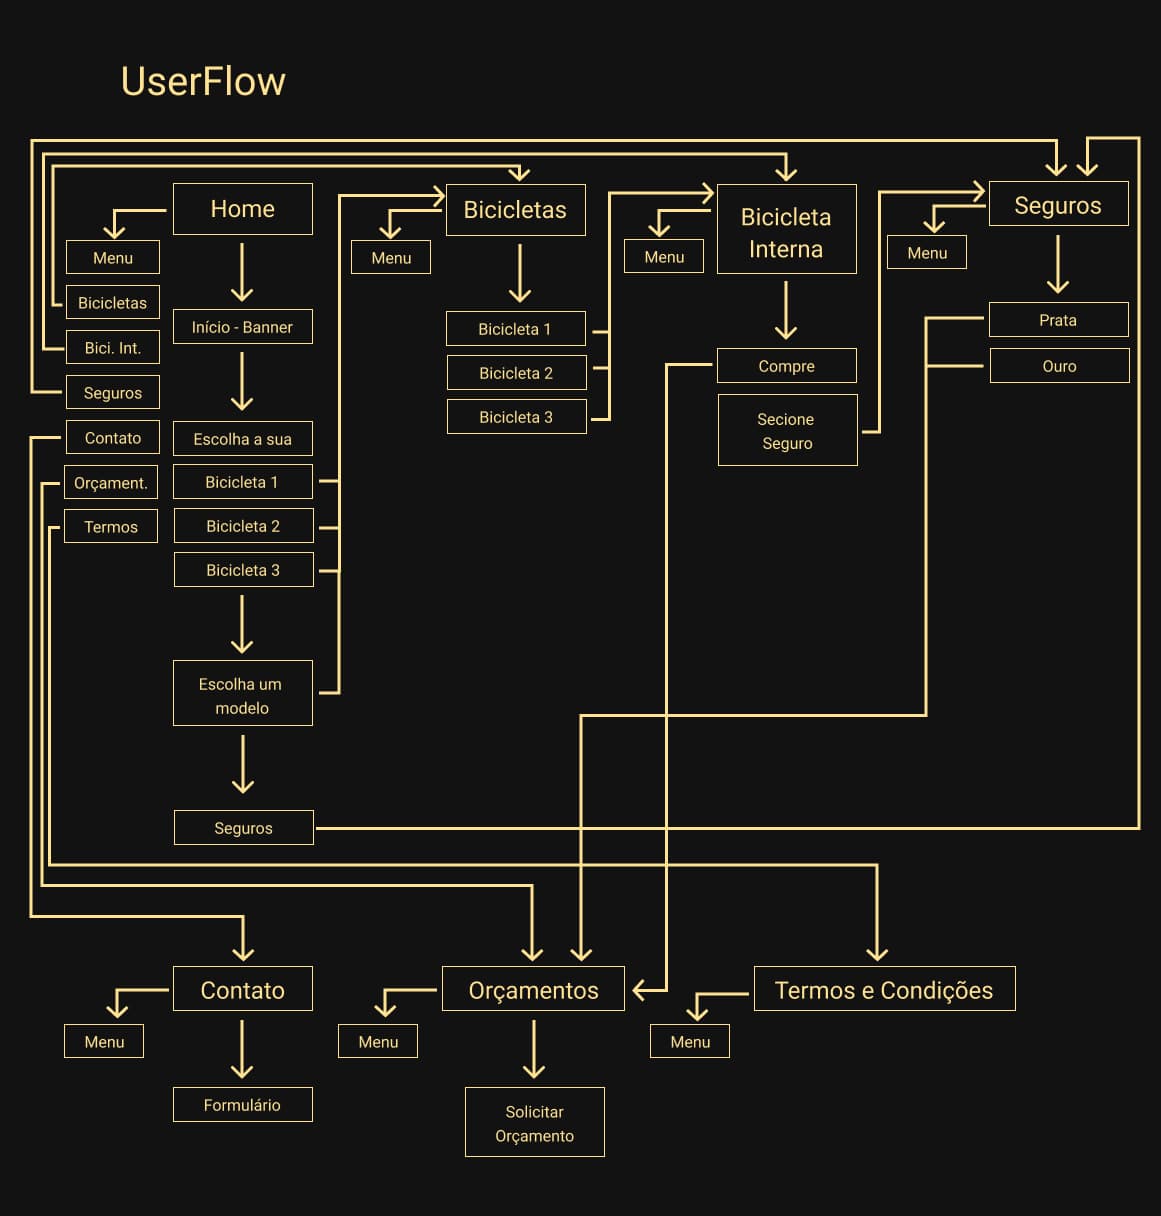 UserFlow
Home
Menu
Bicicletas
Bici. Int.
Seguros
Contato
Orçament.
Termos
Início - Banner
Escolha a sua
Bicicleta 1
Bicicleta 2
Bicicleta 3
Escolha um
modelo
Seguros
Bicicletas
Menu
Bicicleta 1
Bicicleta 2
Bicicleta 3
Bicicleta
Interna
Menu
Compre
Secione
Seguro
Seguros
Menu
Prata
Ouro
Contato
Menu
Formulário
Orçamentos
Menu
Solicitar
Orçamento
Termos e Condições
Menu